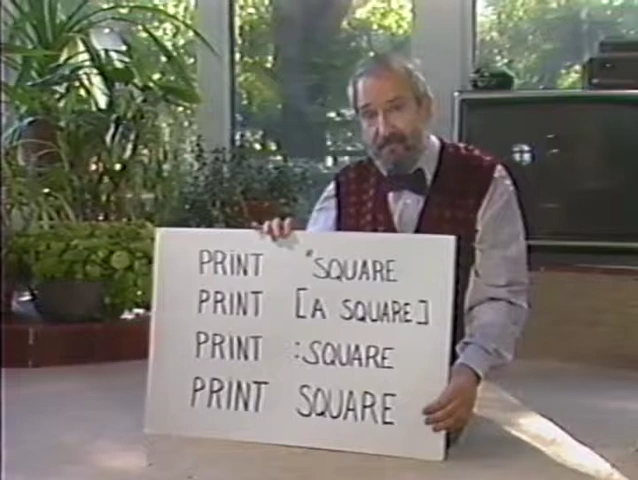 PRINT "SQUARE
PRINT [A SQUARE]
PRINT :SQUARE
PRINT SQUARE